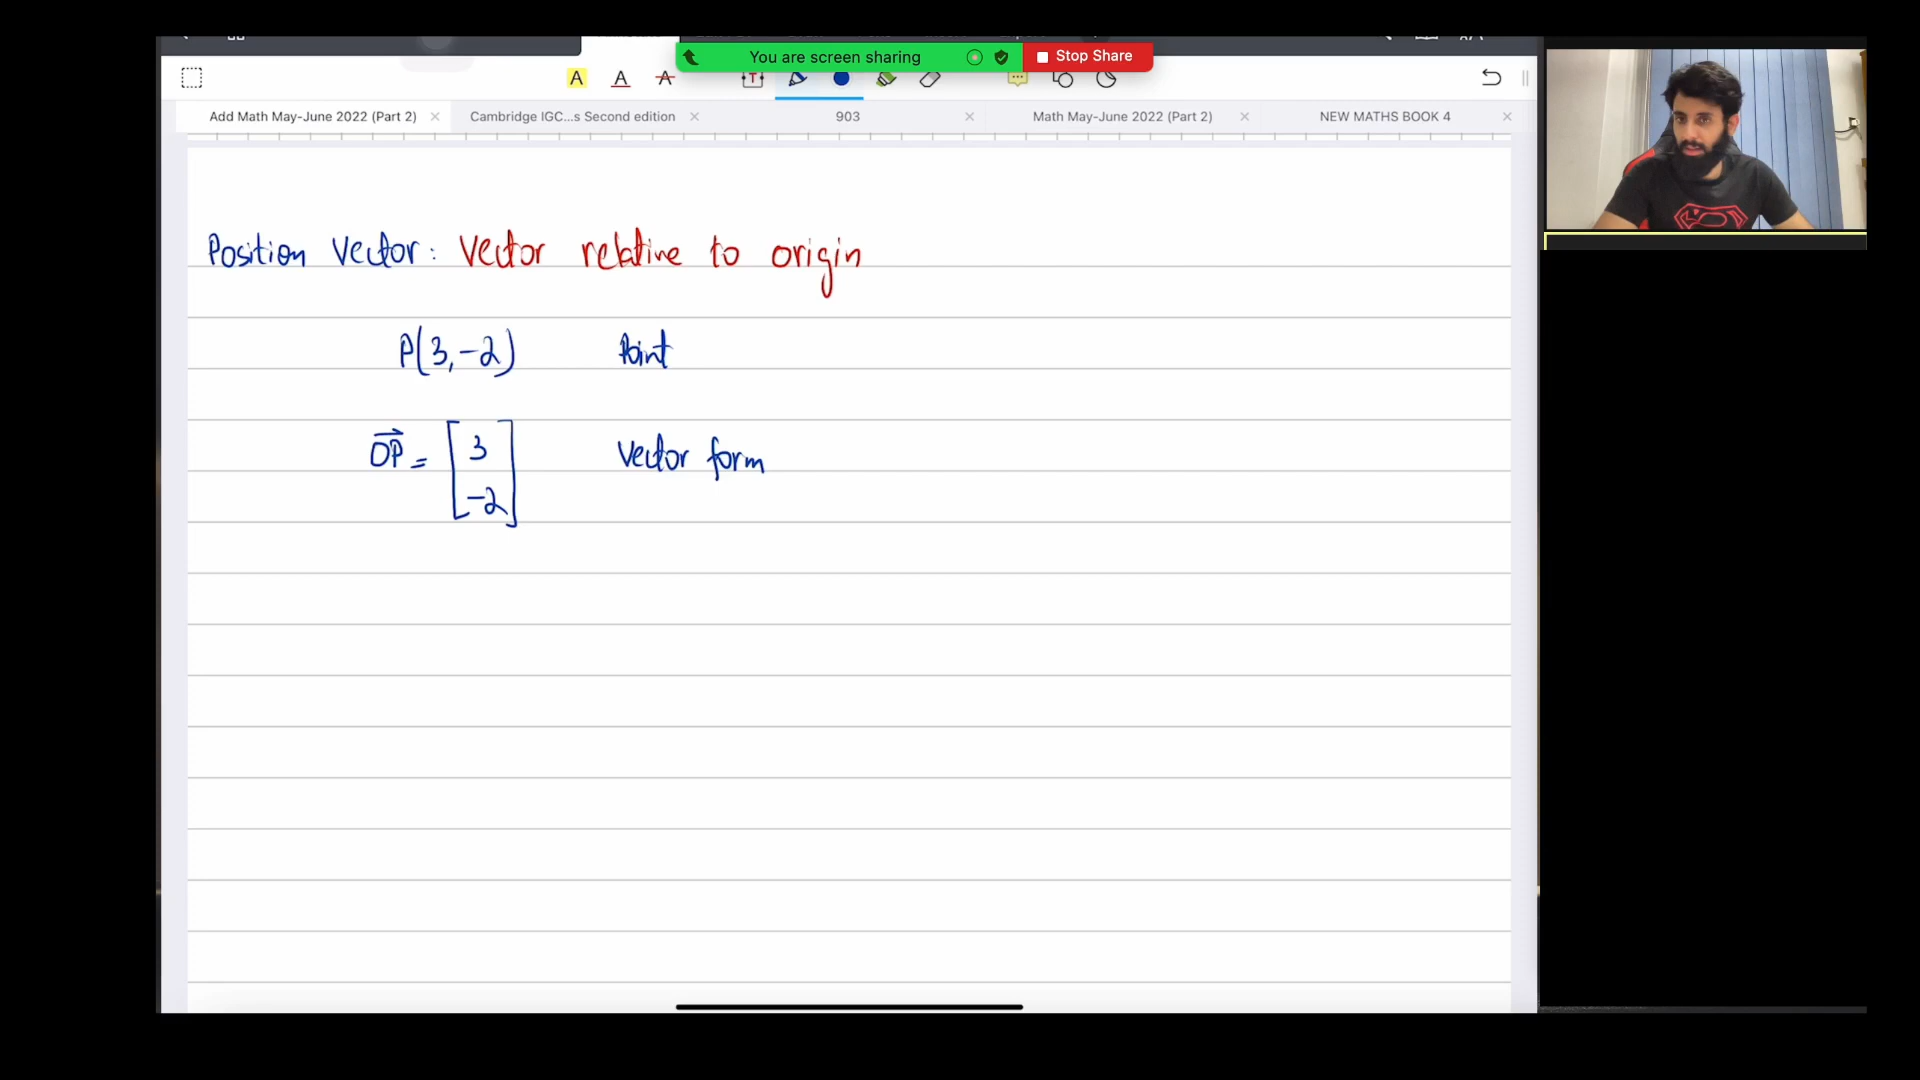 You are screen sharing
Stop Share
A A A T
Add Math May-June 2022 (Part 2) × Cambridge IGC...s Second edition × 903 × Math May-June 2022 (Part 2) × NEW MATHS BOOK 4 ×
Position Vector: Vector relative to origin
P(3,-2) Point
OP⃗ = [3
-2] Vector form